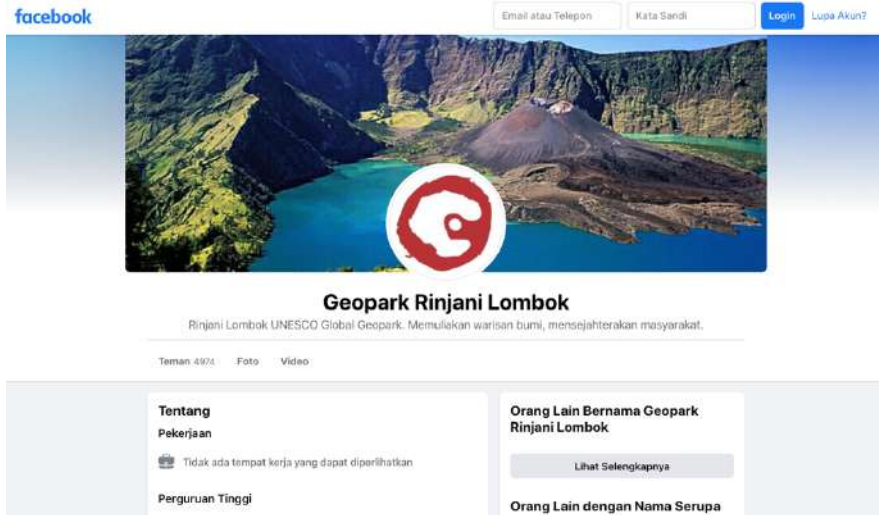 facebook
Email atau Telepon
Kata Sandi
Login
Lupa Akun?
Geopark Rinjani Lombok
Rinjani Lombok UNESCO Global Geopark. Memuliakan warisan bumi, mensejahterakan masyarakat.
Teman 4974
Foto
Video
Tentang
Pekerjaan
Tidak ada tempat kerja yang dapat diperlihatkan
Perguruan Tinggi
Orang Lain Bernama Geopark
Rinjani Lombok
Lihat Selengkapnya
Orang Lain dengan Nama Serupa